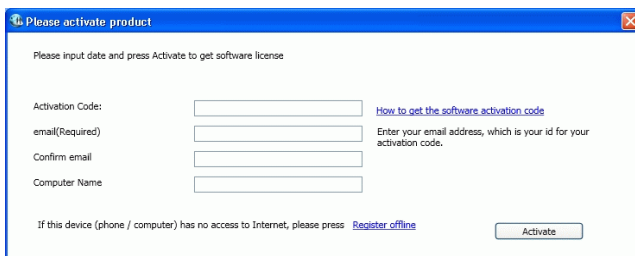 Please activate product
Please input date and press Activate to get software license
Activation Code:
How to get the software activation code
email(Required)
Enter your email address, which is your id for your
activation code.
Confirm email
Computer Name
If this device (phone / computer) has no access to Internet, please press Register offline
Activate